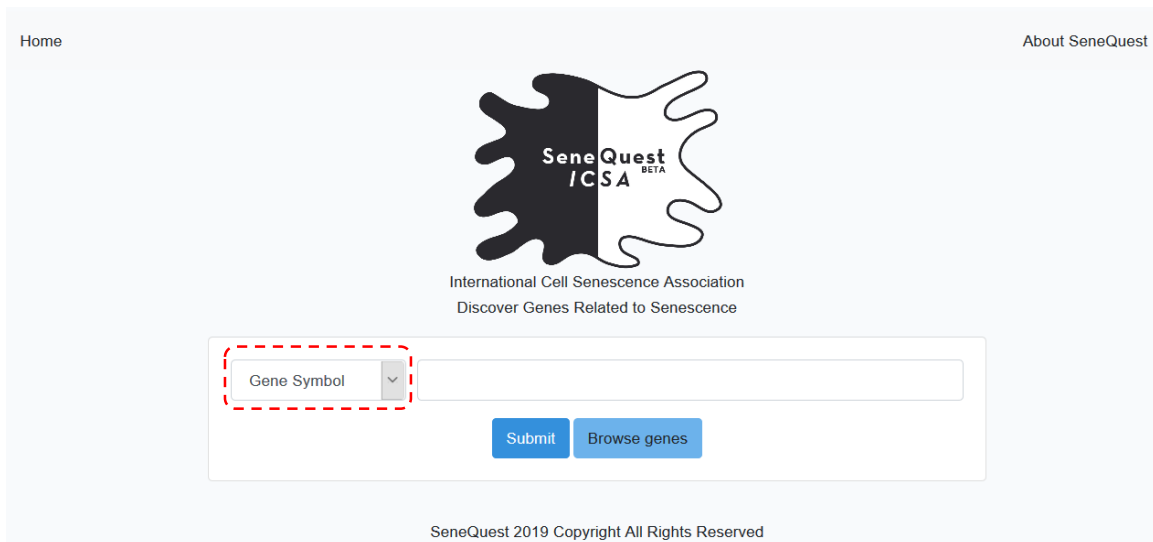 Home
About SeneQuest
SeneQuest
BETA
ICSA
International Cell Senescence Association
Discover Genes Related to Senescence
Gene Symbol
Submit
Browse genes
SeneQuest 2019 Copyright All Rights Reserved